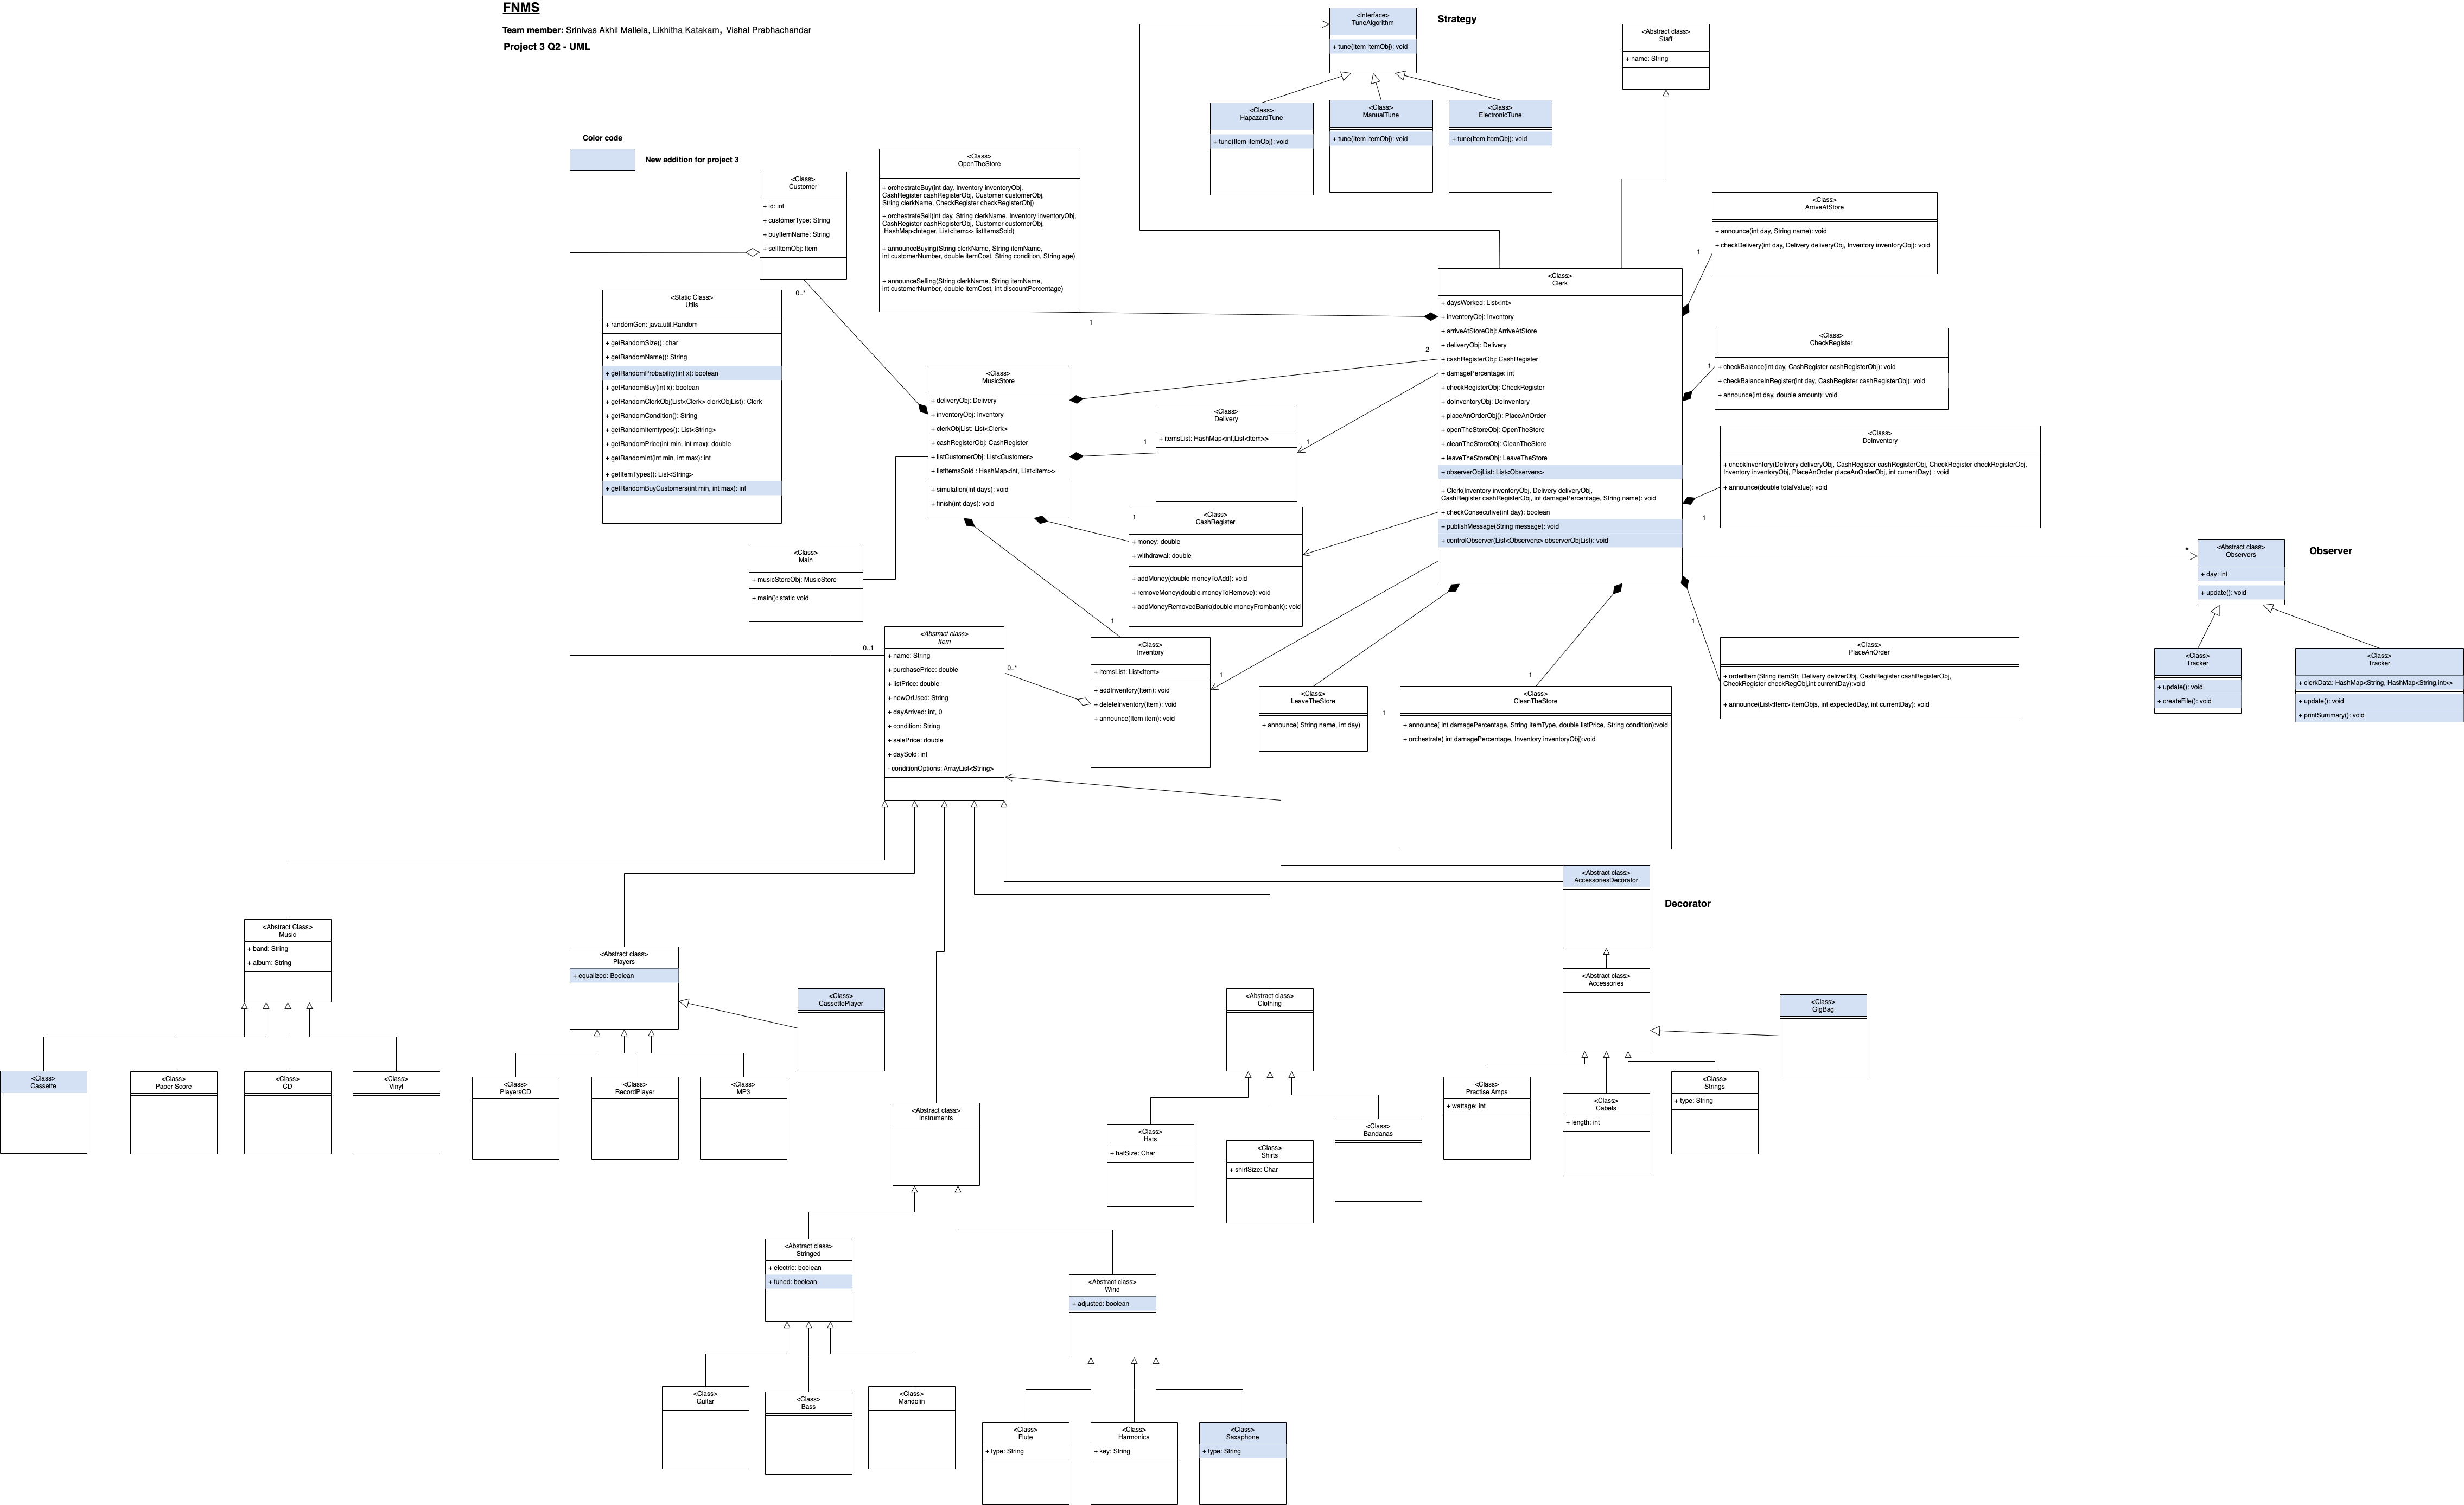 FNMS
Team member: Srinivas Akhil Mallela, Likhitha Katakam, Vishal Prabhachandar
Project 3 Q2 - UML
Color code
New addition for project 3
Strategy
<Interface>
TuneAlgorithm
+ tune(Item itemObj): void
<Class>
HapazardTune
+ tune(Item itemObj): void
<Class>
ManualTune
+ tune(Item itemObj): void
<Class>
ElectronicTune
+ tune(Item itemObj): void
<Abstract class>
Staff
+ name: String
<Class>
Customer
+ id: int
+ customerType: String
+ buyItemName: String
+ sellItemObj: Item
0..*
<Class>
OpenTheStore
+ orchestrateBuy(int day, Inventory inventoryObj,
CashRegister cashRegisterObj, Customer customerObj,
String clerkName, CheckRegister checkRegisterObj)
+ orchestrateSell(int day, String clerkName, Inventory inventoryObj,
CashRegister cashRegisterObj, Customer customerObj,
HashMap<Integer, List<Item>> listItemsSold)
+ announceBuying(String clerkName, String itemName,
int customerNumber, double itemCost, String condition, String age)
+ announceSelling(String clerkName, String itemName,
int customerNumber, double itemCost, int discountPercentage)
1
<Class>
ArriveAtStore
+ announce(int day, String name): void
+ checkDelivery(int day, Delivery deliveryObj, Inventory inventoryObj): void
1
<Static Class>
Utils
+ randomGen: java.util.Random
+ getRandomSize(): char
+ getRandomName(): String
+ getRandomProbability(int x): boolean
+ getRandomBuy(int x): boolean
+ getRandomClerkObj(List<Clerk> clerkObjList): Clerk
+ getRandomCondition(): String
+ getRandomItemtypes(): List<String>
+ getRandomPrice(int min, int max): double
+ getRandomInt(int min, int max): int
+ getItemTypes(): List<String>
+ getRandomBuyCustomers(int min, int max): int
<Class>
MusicStore
+ deliveryObj: Delivery
+ inventoryObj: Inventory
+ clerkObjList: List<Clerk>
+ cashRegisterObj: CashRegister
+ listCustomerObj: List<Customer>
+ listItemsSold : HashMap<int, List<Item>>
+ simulation(int days): void
+ finish(int days): void
2
1
<Class>
Delivery
+ itemsList: HashMap<int,List<Item>>
1
<Class>
Clerk
+ daysWorked: List<int>
+ inventoryObj: Inventory
+ arriveAtStoreObj: ArriveAtStore
+ deliveryObj: Delivery
+ cashRegisterObj: CashRegister
+ damagePercentage: int
+ checkRegisterObj: CheckRegister
+ doInventoryObj: DoInventory
+ placeAnOrderObj(): PlaceAnOrder
+ openTheStoreObj: OpenTheStore
+ cleanTheStoreObj: CleanTheStore
+ leaveTheStoreObj: LeaveTheStore
+ observerObjList: List<Observers>
+ Clerk(Inventory inventoryObj, Delivery deliveryObj,
CashRegister cashRegisterObj, int damagePercentage, String name): void
+ checkConsecutive(int day): boolean
+ publishMessage(String message): void
+ controlObserver(List<Observers> observerObjList): void
<Class>
CheckRegister
1
+ checkBalance(int day, CashRegister cashRegisterObj): void
+ checkBalanceInRegister(int day, CashRegister cashRegisterObj): void
+ announce(int day, double amount): void
<Class>
DoInventory
+ checkInventory(Delivery deliveryObj, CashRegister cashRegisterObj, CheckRegister checkRegisterObj,
Inventory inventoryObj, PlaceAnOrder placeAnOrderObj, int currentDay) : void
+ announce(double totalValue): void
1
<Class>
CashRegister
1
+ money: double
+ withdrawal: double
+ addMoney(double moneyToAdd): void
+ removeMoney(double moneyToRemove): void
+ addMoneyRemovedBank(double moneyFrombank): void
<Class>
Main
+ musicStoreObj: MusicStore
+ main(): static void
*
<Abstract class>
Observers
+ day: int
+ update(): void
Observer
<Class>
Tracker
+ update(): void
+ createFile(): void
<Class>
Tracker
+ clerkData: HashMap<String, HashMap<String,int>>
+ update(): void
+ printSummary(): void
0..1
<Abstract class>
Item
+ name: String
+ purchasePrice: double
+ listPrice: double
+ newOrUsed: String
+ dayArrived: int, 0
+ condition: String
+ salePrice: double
+ daySold: int
- conditionOptions: ArrayList<String>
0..*
1
<Class>
Inventory
+ itemsList: List<Item>
+ addInventory(Item): void
+ deleteInventory(Item): void
+ announce(Item item): void
1
<Class>
LeaveTheStore
+ announce( String name, int day)
1
1
<Class>
CleanTheStore
+ announce( int damagePercentage, String itemType, double listPrice, String condition):void
+ orchestrate( int damagePercentage, Inventory inventoryObj):void
1
<Class>
PlaceAnOrder
+ orderItem(String itemStr, Delivery deliverObj, CashRegister cashRegisterObj,
CheckRegister checkRegObj,int currentDay):void
+ announce(List<Item> itemObjs, int expectedDay, int currentDay): void
<Abstract class>
AccessoriesDecorator
Decorator
<Abstract Class>
Music
+ band: String
+ album: String
<Abstract class>
Players
+ equalized: Boolean
<Class>
CassettePlayer
<Abstract class>
Clothing
<Abstract class>
Accessories
<Class>
GigBag
<Class>
Cassette
<Class>
Paper Score
<Class>
CD
<Class>
Vinyl
<Class>
PlayersCD
<Class>
RecordPlayer
<Class>
MP3
<Abstract class>
Instruments
<Class>
Hats
+ hatSize: Char
<Class>
Shirts
+ shirtSize: Char
<Class>
Bandanas
<Class>
Practise Amps
+ wattage: int
<Class>
Cabels
+ length: int
<Class>
Strings
+ type: String
<Abstract class>
Stringed
+ electric: boolean
+ tuned: boolean
<Abstract class>
Wind
+ adjusted: boolean
<Class>
Guitar
<Class>
Bass
<Class>
Mandolin
<Class>
Flute
+ type: String
<Class>
Harmonica
+ key: String
<Class>
Saxaphone
+ type: String